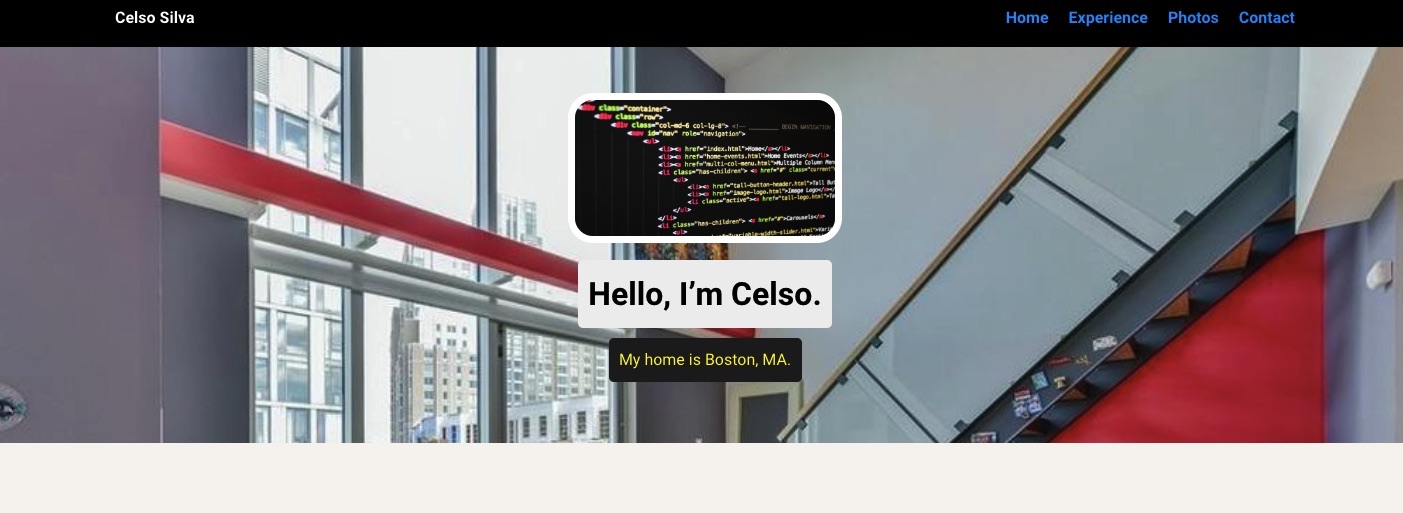 Celso Silva
Home Experience Photos Contact
<div class="container">
<div class="row">
<div class="col-md-6 col-lg-8"> <!-- BEGIN NAVIGATION
<nav id="nav" role="navigation">
<ul>
<li><a href="index.html">Home</a></li>
<li><a href="home-events.html">Home Events</a></li>
<li><a href="multi-col-menu.html">Multiple Column Men
<li class="has-children"> <a href="#" class="current"
<ul>
<li><a href="tall-button-header.html">Tall But
<li><a href="image-logo.html">Image Logo</a></
<li class="active"><a href="tall-logo.html">Ta
</ul>
</li>
<li class="has-children"> <a href="#">Carousels</a>
<ul>
href="variable-width-slider.html">Varia
Hello, I’m Celso.
My home is Boston, MA.